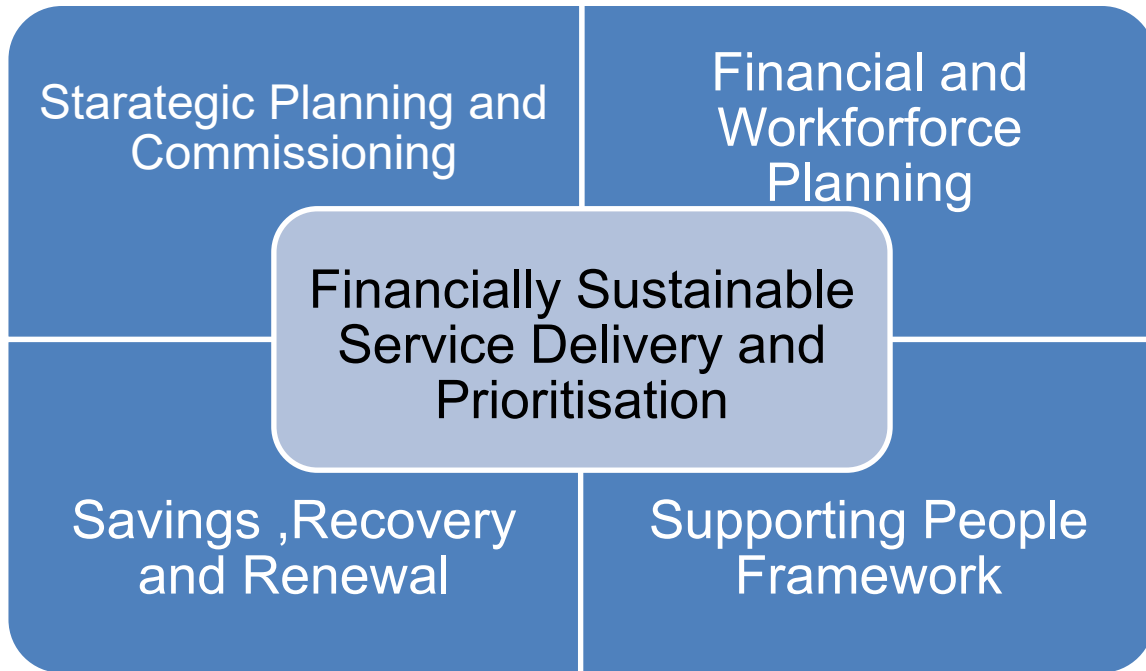 Starategic Planning and
Commissioning
Financial and
Workforforce
Planning
Financially Sustainable
Service Delivery and
Prioritisation
Savings ,Recovery
and Renewal
Supporting People
Framework